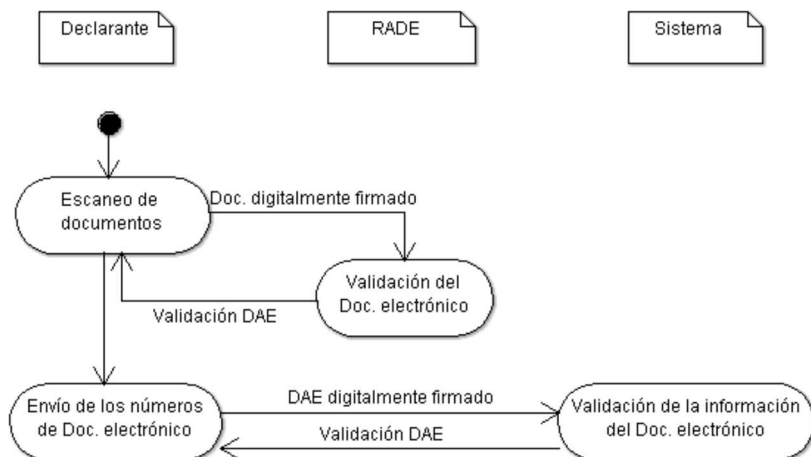 Declarante
RADE
Sistema
Escaneo de
documentos
Doc. digitalmente firmado
Validación del
Doc. electrónico
Validación DAE
Envío de los números
de Doc. electrónico
DAE digitalmente firmado
Validación DAE
Validación de la información
del Doc. electrónico